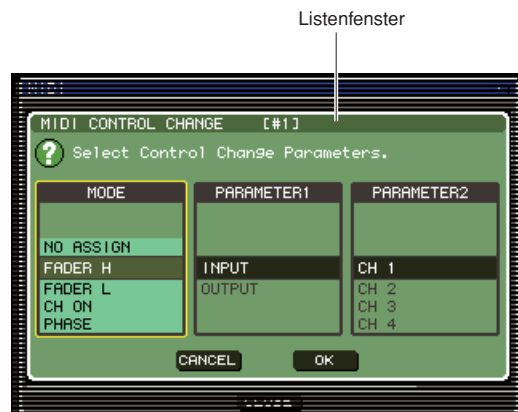 Listenfenster
MIDI
MIDI CONTROL CHANGE [#1]
? Select Control Change Parameters.
MODE
NO ASSIGN
FADER H
FADER L
CH ON
PHASE
PARAMETER1
INPUT
OUTPUT
PARAMETER2
CH 1
CH 2
CH 3
CH 4
CANCEL
OK